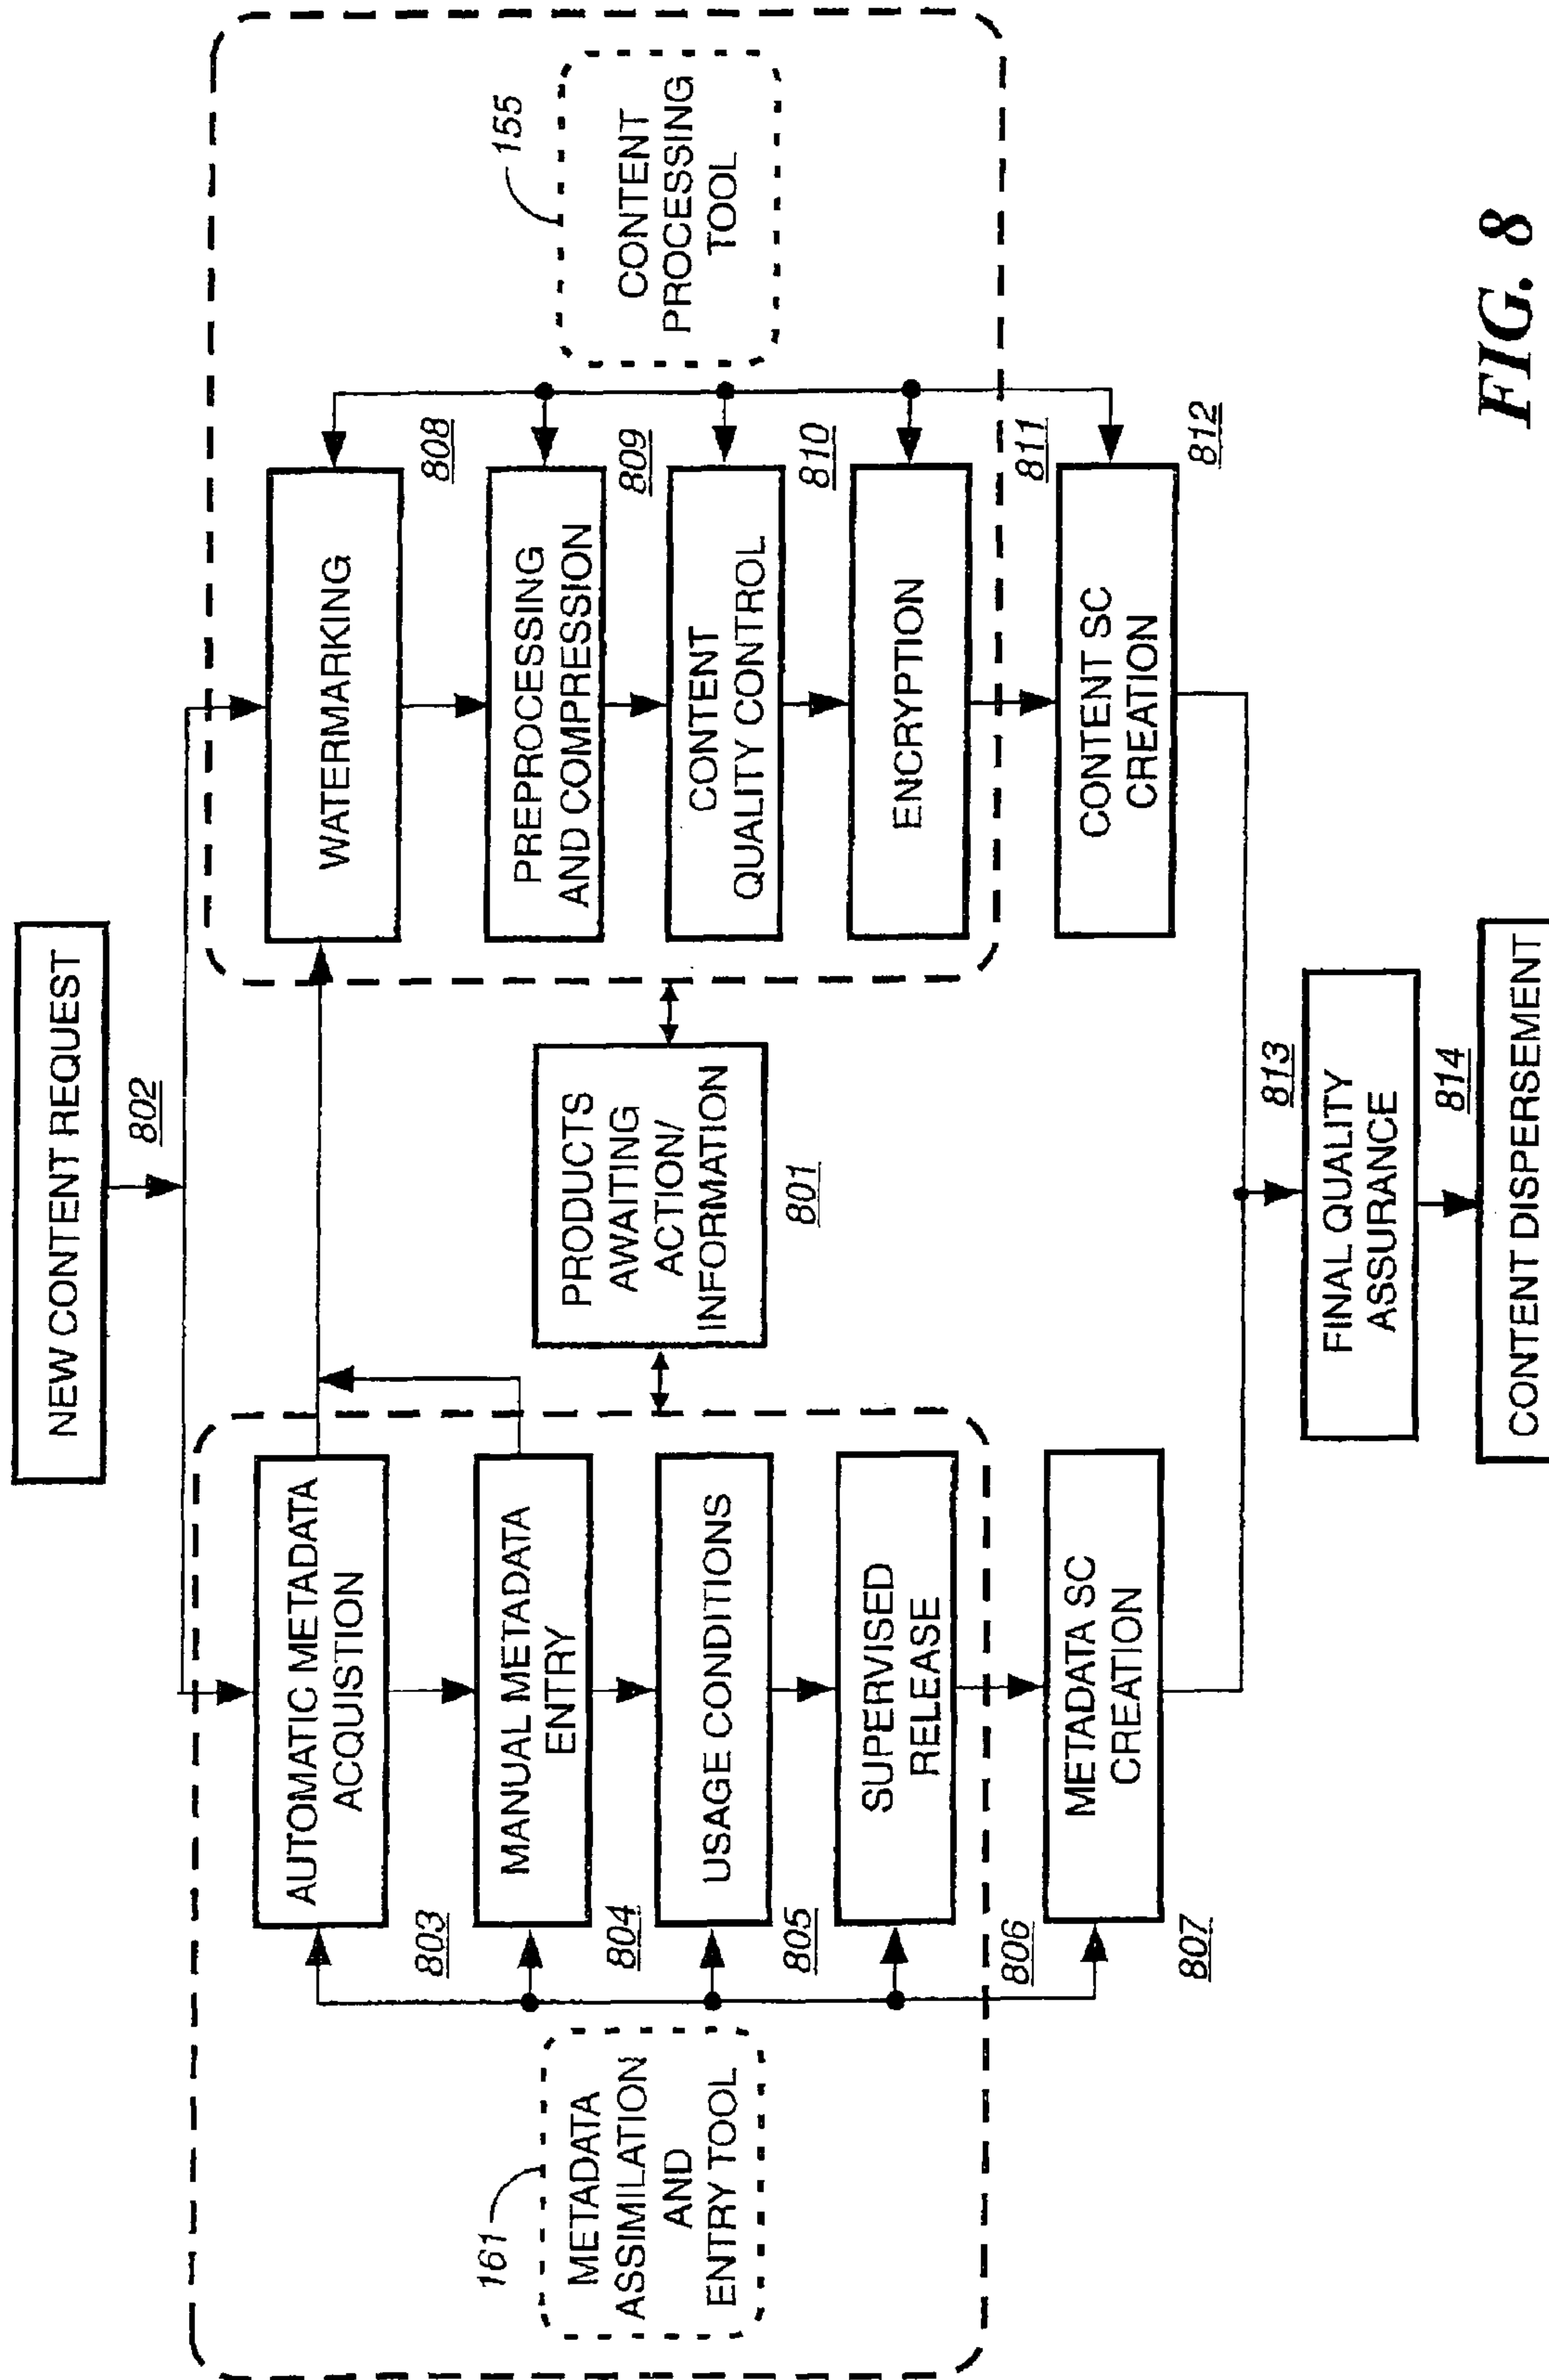 NEW CONTENT REQUEST
802
AUTOMATIC METADATA
ACQUISTION
803
MANUAL METADATA
ENTRY
804
USAGE CONDITIONS
805
SUPERVISED
RELEASE
806
METADATA SC
CREATION
807
161
METADATA
ASSIMILATION
AND
ENTRY TOOL
PRODUCTS
AWAITING
ACTION/
INFORMATION
801
WATERMARKING
808
PREPROCESSING
AND COMPRESSION
809
CONTENT
QUALITY CONTROL
810
ENCRYPTION
811
CONTENT SC
CREATION
812
155
CONTENT
PROCESSING
TOOL
813
FINAL QUALITY
ASSURANCE
814
CONTENT DISPERSEMENT
FIG. 8